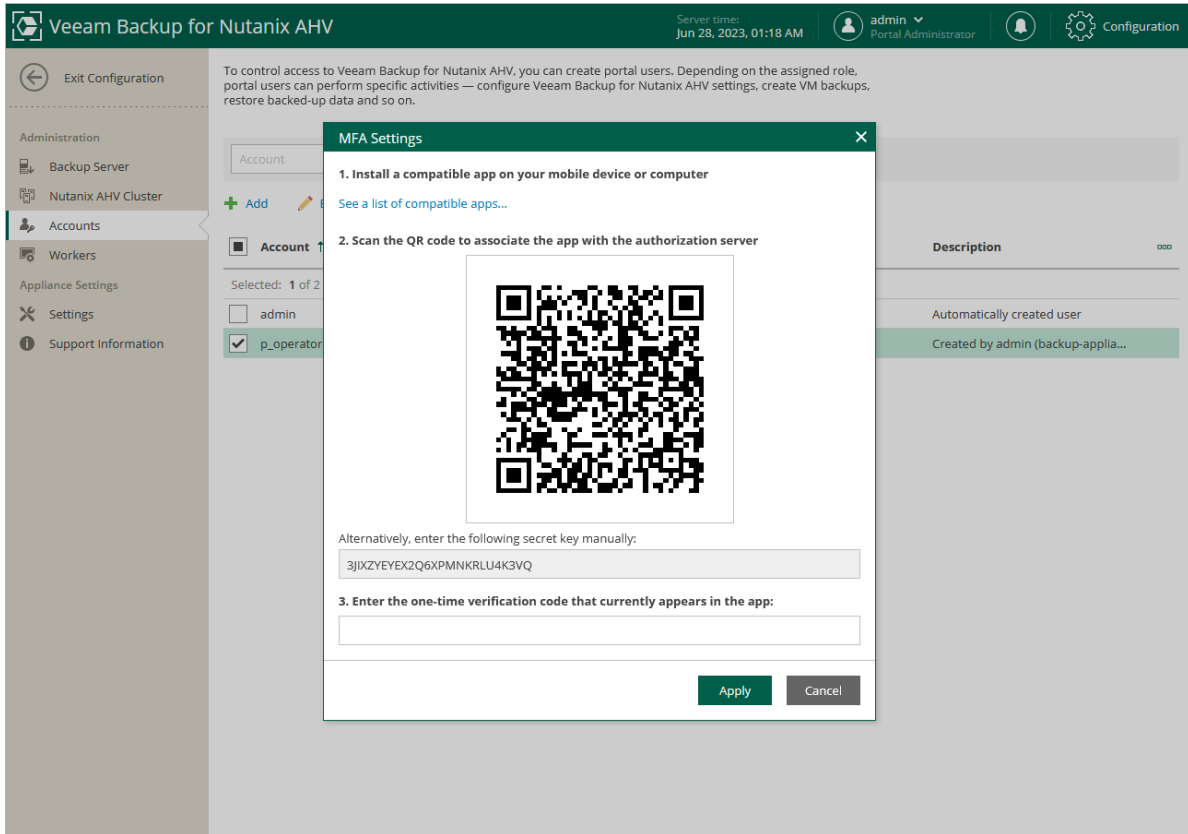 Veeam Backup for Nutanix AHV
Server time:
Jun 28, 2023, 01:18 AM
admin
Portal Administrator
Configuration
Exit Configuration
Administration
Backup Server
Nutanix AHV Cluster
Accounts
Workers
Appliance Settings
Settings
Support Information
To control access to Veeam Backup for Nutanix AHV, you can create portal users. Depending on the assigned role,
portal users can perform specific activities — configure Veeam Backup for Nutanix AHV settings, create VM backups,
restore backed-up data and so on.
Account
Add
Account
Description
Selected: 1 of 2
admin
Automatically created user
p_operator
Created by admin (backup-applia...
MFA Settings
1. Install a compatible app on your mobile device or computer
See a list of compatible apps...
2. Scan the QR code to associate the app with the authorization server
Alternatively, enter the following secret key manually:
3JIXZYEYEX2Q6XPMNKRLU4K3VQ
3. Enter the one-time verification code that currently appears in the app:
Apply
Cancel